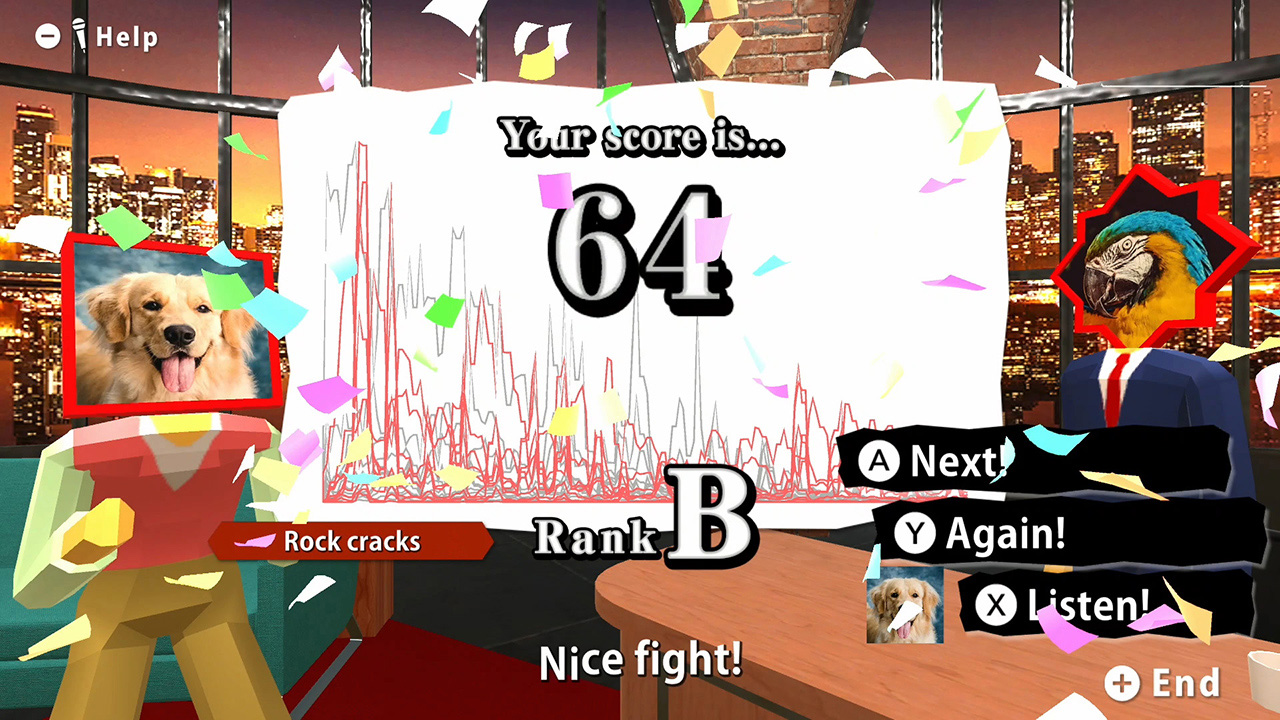 Help
Your score is...
64
Rank B
Rock cracks
Nice fight!
A Next!
Y Again!
X Listen!
End